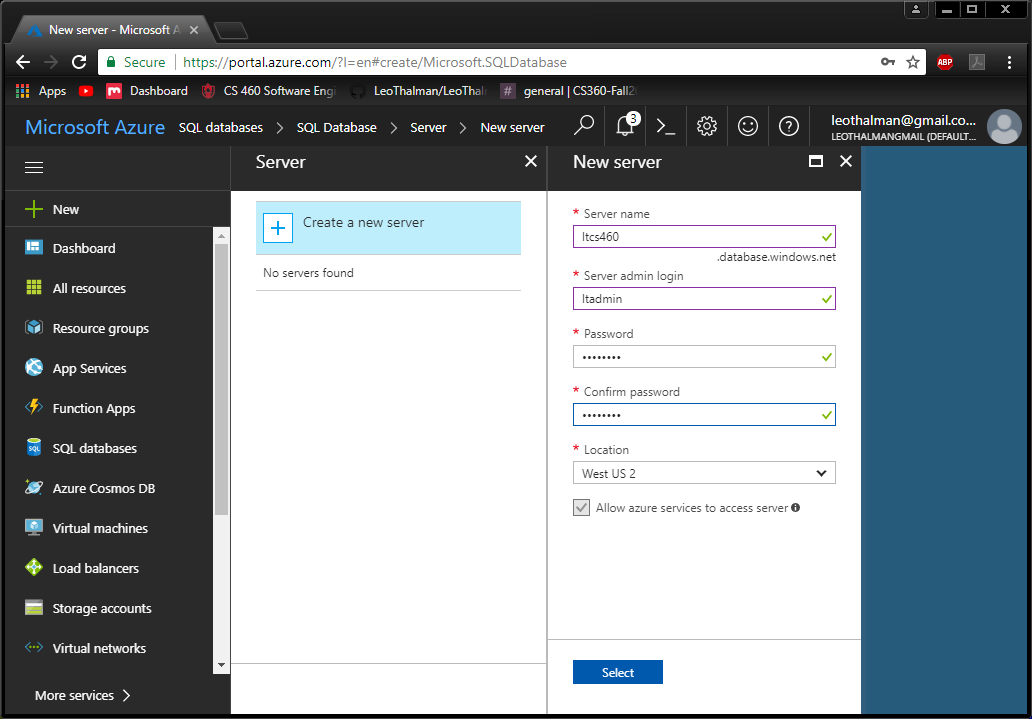 New server - Microsoft A
Secure https://portal.azure.com/?l=en#create/Microsoft.SQLDatabase
ABP
Apps Dashboard CS 460 Software Engi LeoThalman/LeoThalm # general | CS360-Fall20
Microsoft Azure SQL databases Server SQL Database New server 3 leothalman@gmail.co...
LEOTHALMANGMAIL (DEFAULT...
New
Dashboard
All resources
Resource groups
App Services
Function Apps
SQL databases
Azure Cosmos DB
Virtual machines
Load balancers
Storage accounts
Virtual networks
More services
Server
Create a new server
No servers found
New server
* Server name
ltcs460
.database.windows.net
* Server admin login
ltadmin
* Password
••••••••
* Confirm password
••••••••
* Location
West US 2
Allow azure services to access server
Select